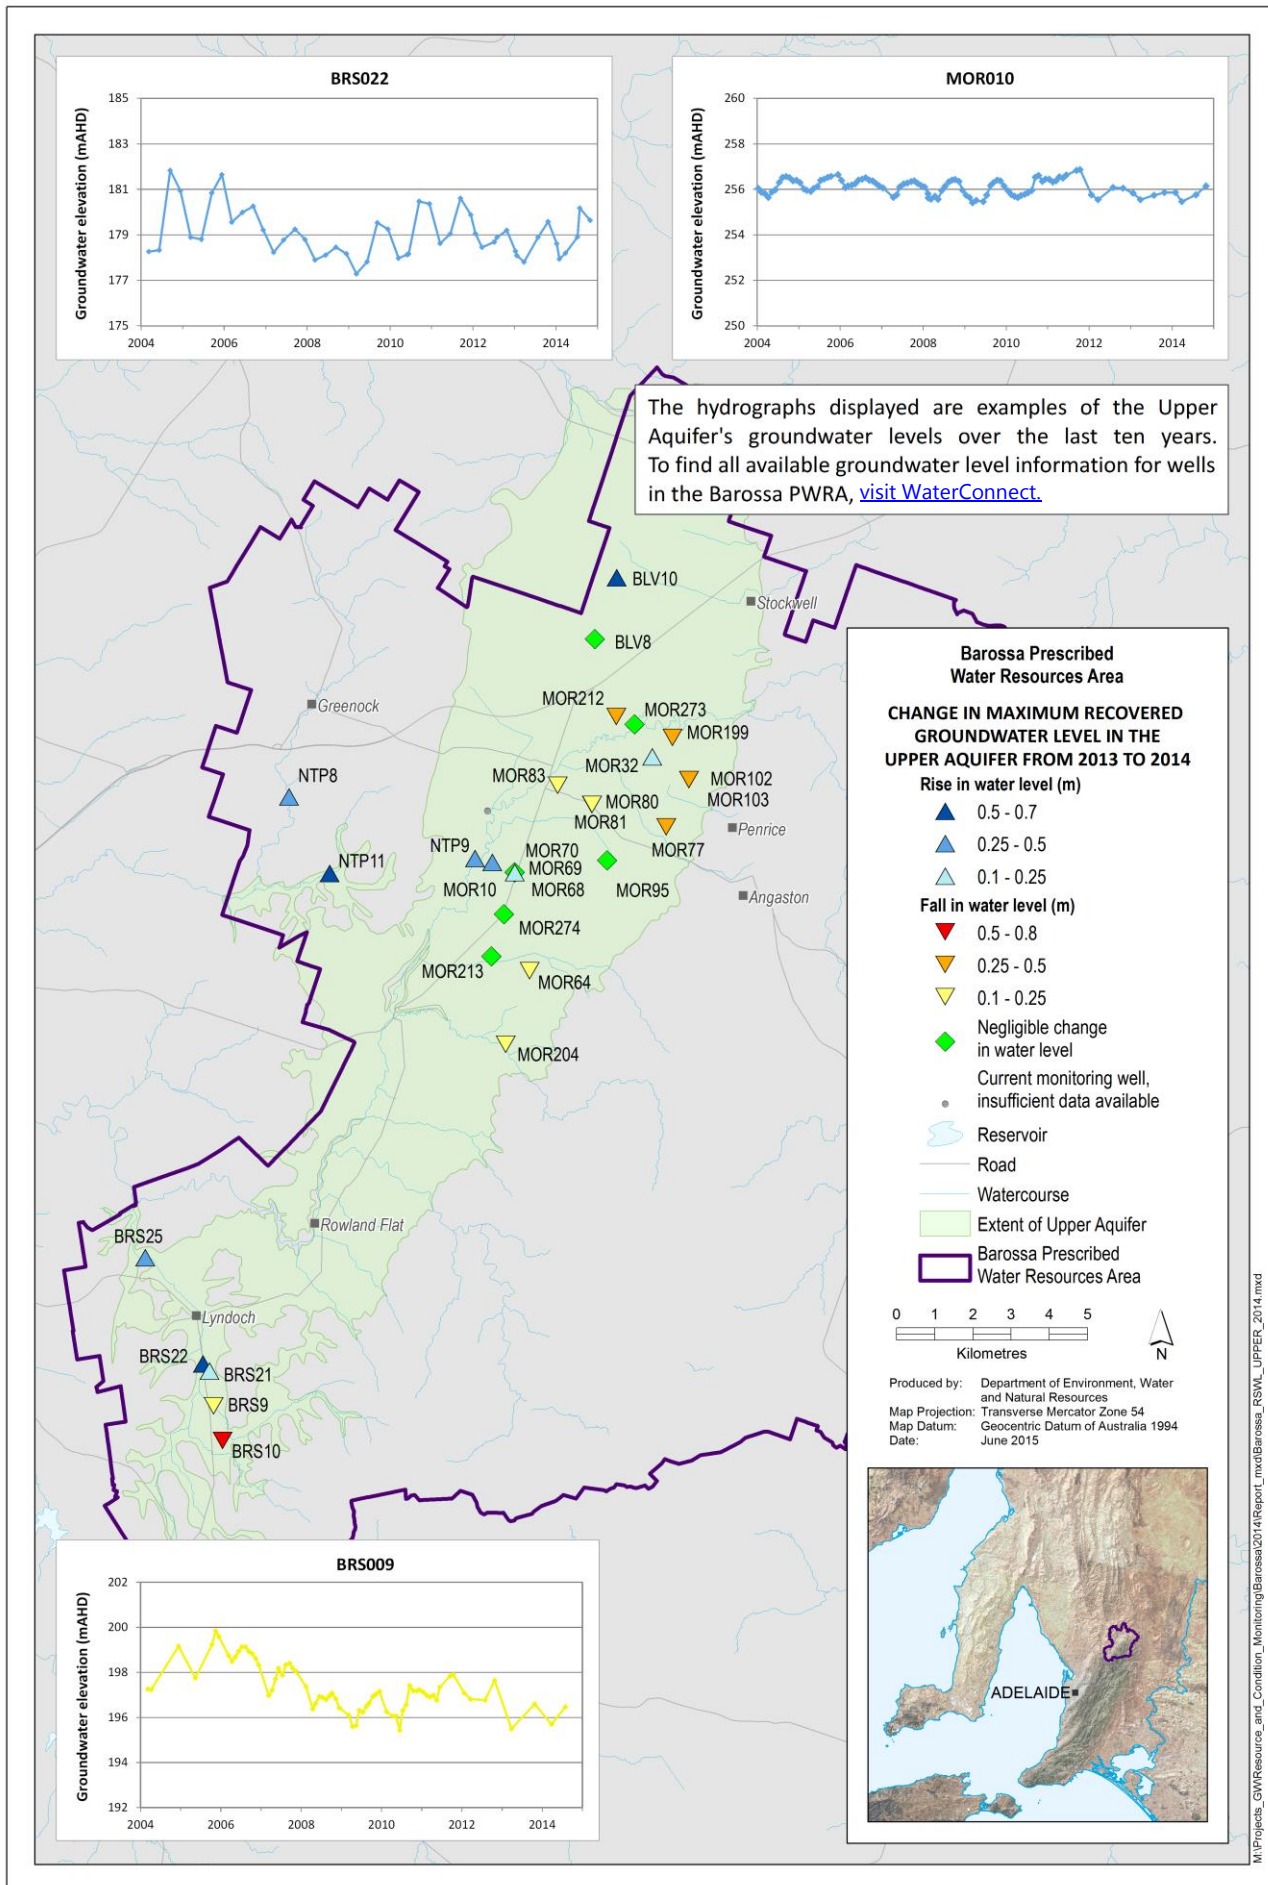 BRS022
Groundwater elevation (mAHD)
185
183
181
179
177
175
2004
2006
2008
2010
2012
2014
MOR010
Groundwater elevation (mAHD)
260
258
256
254
252
250
2004
2006
2008
2010
2012
2014
The hydrographs displayed are examples of the Upper
Aquifer's groundwater levels over the last ten years.
To find all available groundwater level information for wells
in the Barossa PWRA, visit WaterConnect.
BLV10
Stockwell
BLV8
Greenock
MOR212
MOR273
MOR199
MOR32
MOR83
MOR102
MOR103
NTP8
MOR80
MOR81
Penrice
MOR77
NTP9
MOR70
MOR69
NTP11
MOR10
MOR68
MOR95
Angaston
MOR274
MOR213
MOR64
MOR204
Rowland Flat
BRS25
Lyndoch
BRS22
BRS21
BRS9
BRS10
Barossa Prescribed
Water Resources Area
CHANGE IN MAXIMUM RECOVERED
GROUNDWATER LEVEL IN THE
UPPER AQUIFER FROM 2013 TO 2014
Rise in water level (m)
0.5 - 0.7
0.25 - 0.5
0.1 - 0.25
Fall in water level (m)
0.5 - 0.8
0.25 - 0.5
0.1 - 0.25
Negligible change
in water level
Current monitoring well,
insufficient data available
Reservoir
Road
Watercourse
Extent of Upper Aquifer
Barossa Prescribed
Water Resources Area
0 1 2 3 4 5
Kilometres
N
Produced by: Department of Environment, Water
and Natural Resources
Map Projection: Transverse Mercator Zone 54
Map Datum: Geocentric Datum of Australia 1994
Date: June 2015
ADELAIDE
BRS009
Groundwater elevation (mAHD)
202
200
198
196
194
192
2004
2006
2008
2010
2012
2014
M:\Projects_GW\Resource_and_Condition_Monitoring\Barossa\2014\Report_mxd\Barossa_RSWL_UPPER_2014.mxd